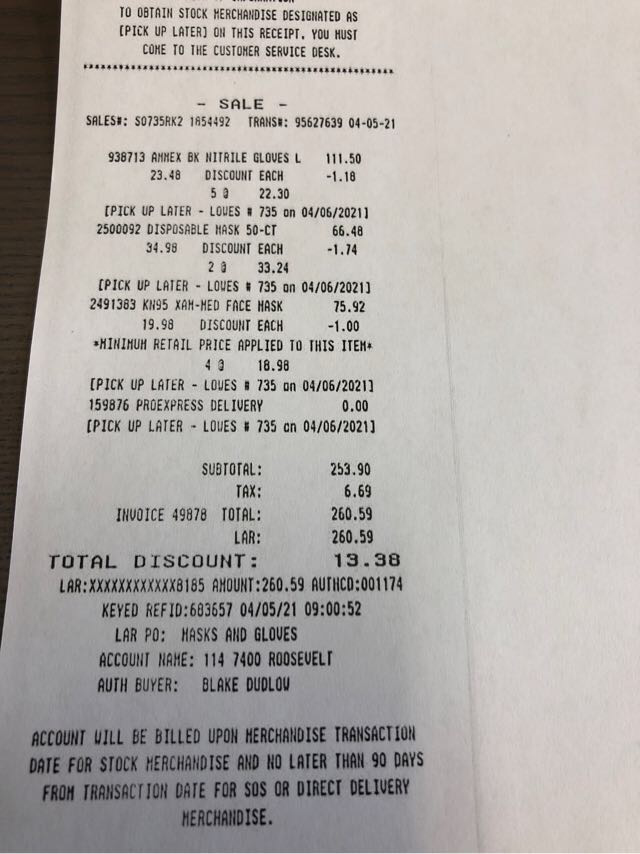 TO OBTAIN STOCK MERCHANDISE DESIGNATED AS
[PICK UP LATER] ON THIS RECEIPT, YOU MUST
COME TO THE CUSTOMER SERVICE DESK.
- SALE -
SALES#: SO735RK2 1854492 TRANS#: 95627639 04-05-21
938713 AMMEX BK NITRILE GLOVES L 111.50
23.48 DISCOUNT EACH -1.18
5 @ 22.30
[PICK UP LATER - LOWES # 735 on 04/06/2021]
2500092 DISPOSABLE MASK 50-CT 66.48
34.98 DISCOUNT EACH -1.74
2 @ 33.24
[PICK UP LATER - LOWES # 735 on 04/06/2021]
2491383 KN95 XAM-MED FACE MASK 75.92
19.98 DISCOUNT EACH -1.00
*MINIMUM RETAIL PRICE APPLIED TO THIS ITEM*
4 @ 18.98
[PICK UP LATER - LOWES # 735 on 04/06/2021]
159876 PROEXPRESS DELIVERY 0.00
[PICK UP LATER - LOWES # 735 on 04/06/2021]
SUBTOTAL: 253.90
TAX: 6.69
INVOICE 49878 TOTAL: 260.59
LAR: 260.59
TOTAL DISCOUNT: 13.38
LAR:XXXXXXXXXXXX8185 AMOUNT:260.59 AUTHCD:001174
KEYED REFID:683657 04/05/21 09:00:52
LAR PO: MASKS AND GLOVES
ACCOUNT NAME: 114 7400 ROOSEVELT
AUTH BUYER: BLAKE DUDLOW
ACCOUNT WILL BE BILLED UPON MERCHANDISE TRANSACTION
DATE FOR STOCK MERCHANDISE AND NO LATER THAN 90 DAYS
FROM TRANSACTION DATE FOR SOS OR DIRECT DELIVERY
MERCHANDISE.